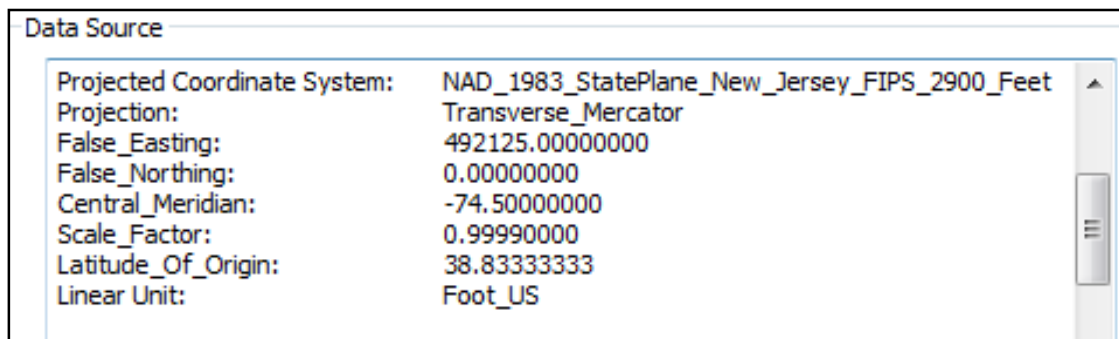 Data Source
Projected Coordinate System: NAD_1983_StatePlane_New_Jersey_FIPS_2900_Feet
Projection: Transverse_Mercator
False_Easting: 492125.00000000
False_Northing: 0.00000000
Central_Meridian: -74.50000000
Scale_Factor: 0.99990000
Latitude_Of_Origin: 38.83333333
Linear Unit: Foot_US